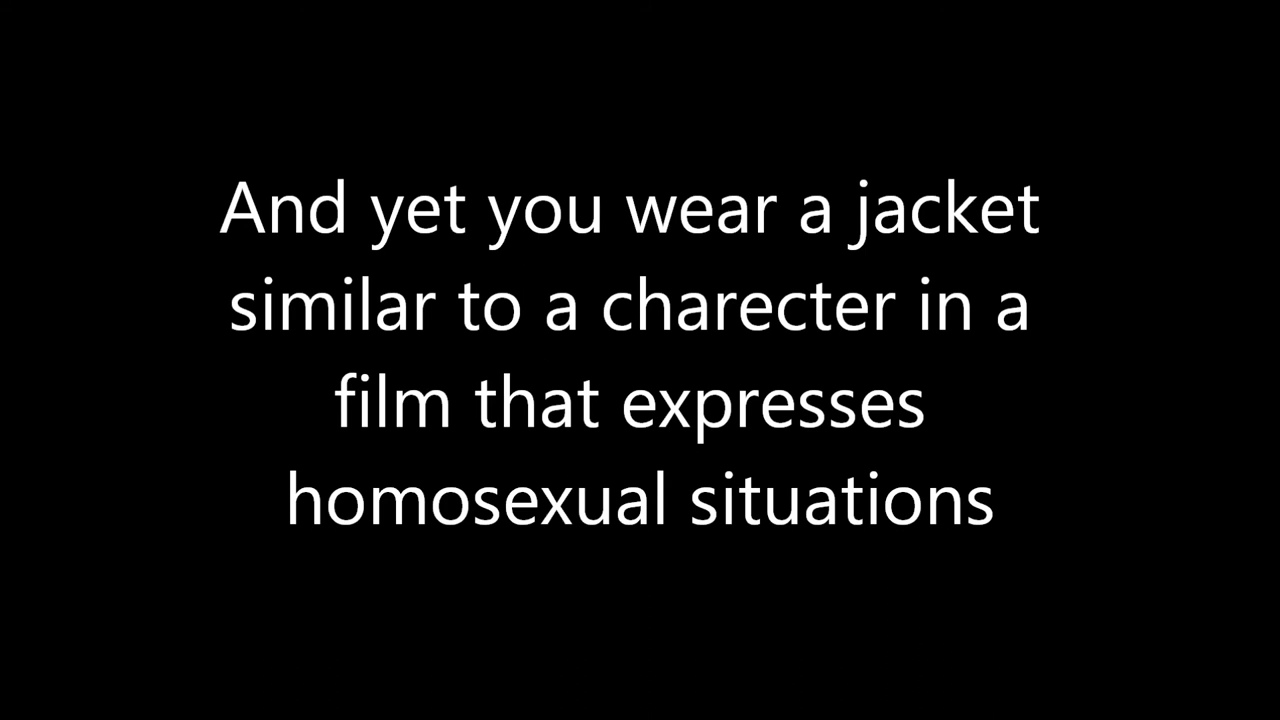 And yet you wear a jacket
similar to a charecter in a
film that expresses
homosexual situations